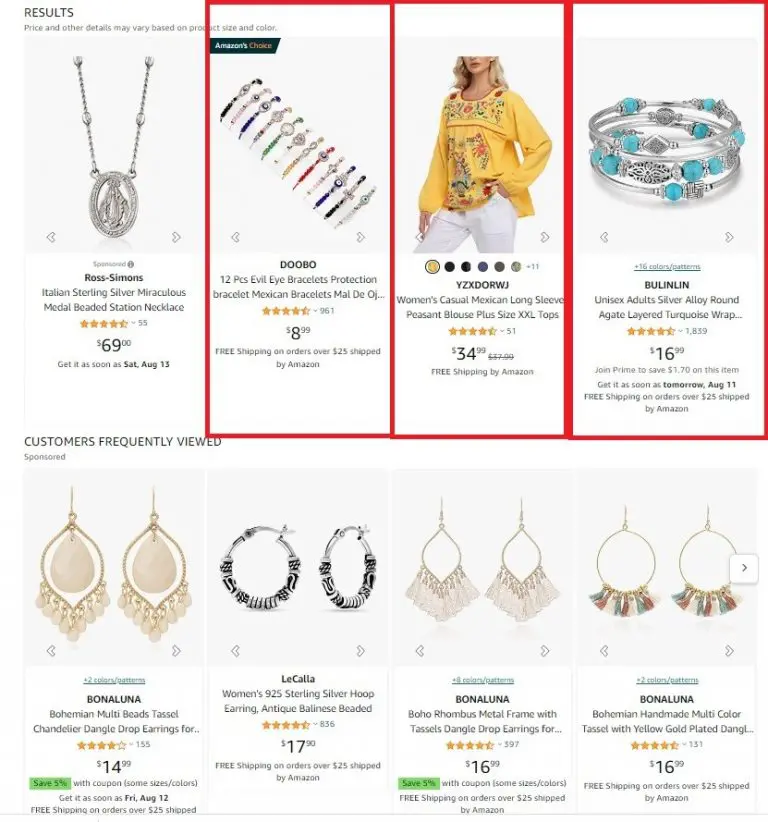 RESULTS
Price and other details may vary based on product size and color.
Amazon's Choice
Sponsored
Ross-Simons
Italian Sterling Silver Miraculous
Medal Beaded Station Necklace
55
$6900
Get it as soon as Sat, Aug 13
DOOBO
12 Pcs Evil Eye Bracelets Protection
bracelet Mexican Bracelets Mal De Oj...
961
$8.99
FREE Shipping on orders over $25 shipped
by Amazon
+11
YZXDORWJ
Women's Casual Mexican Long Sleeve
Peasant Blouse Plus Size XXL Tops
51
$34.99 $37.99
FREE Shipping by Amazon
+16 colors/patterns
BULINLIN
Unisex Adults Silver Alloy Round
Agate Layered Turquoise Wrap...
1,839
$16.99
Join Prime to save $1.70 on this item
Get it as soon as tomorrow, Aug 11
FREE Shipping on orders over $25 shipped
by Amazon
CUSTOMERS FREQUENTLY VIEWED
Sponsored
+2 colors/patterns
BONALUNA
Bohemian Multi Beads Tassel
Chandelier Dangle Drop Earrings for..
155
$14.99
Save 5% with coupon (some sizes/colors)
Get it as soon as Fri, Aug 12
FREE Shipping on orders over $25 shipped
LeCalla
Women's 925 Sterling Silver Hoop
Earring, Antique Balinese Beaded
836
$17.90
FREE Shipping on orders over $25 shipped
by Amazon
+8 colors/patterns
BONALUNA
Boho Rhombus Metal Frame with
Tassels Dangle Drop Earrings for...
397
$16.99
Save 5% with coupon (some sizes/colors)
FREE Shipping on orders over $25 shipped
by Amazon
+2 colors/patterns
BONALUNA
Bohemian Handmade Multi Color
Tassel with Yellow Gold Plated Dangl...
131
$16.99
FREE Shipping on orders over $25 shipped
by Amazon